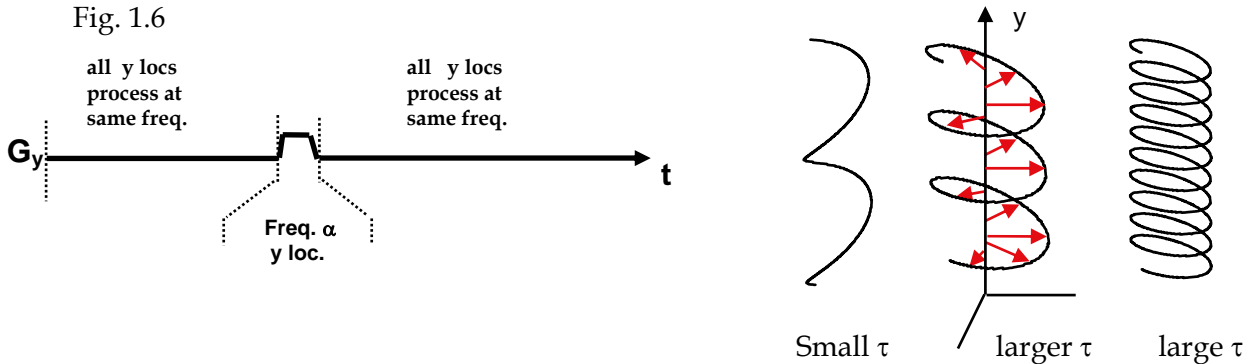 Fig. 1.6
all y locs
process at
same freq.
all y locs
process at
same freq.
Gy
t
Freq. α
y loc.
y
Small τ
larger τ
large τ